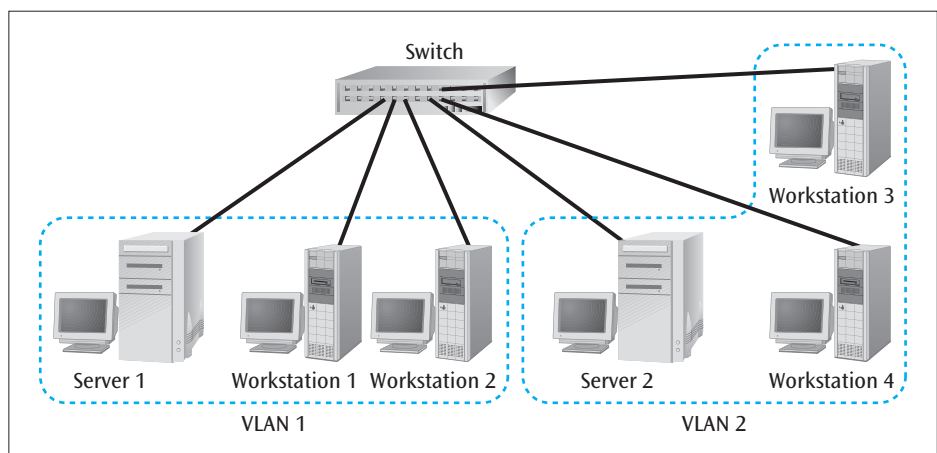 Switch
Workstation 3
Server 1
Workstation 1
Workstation 2
Server 2
Workstation 4
VLAN 1
VLAN 2